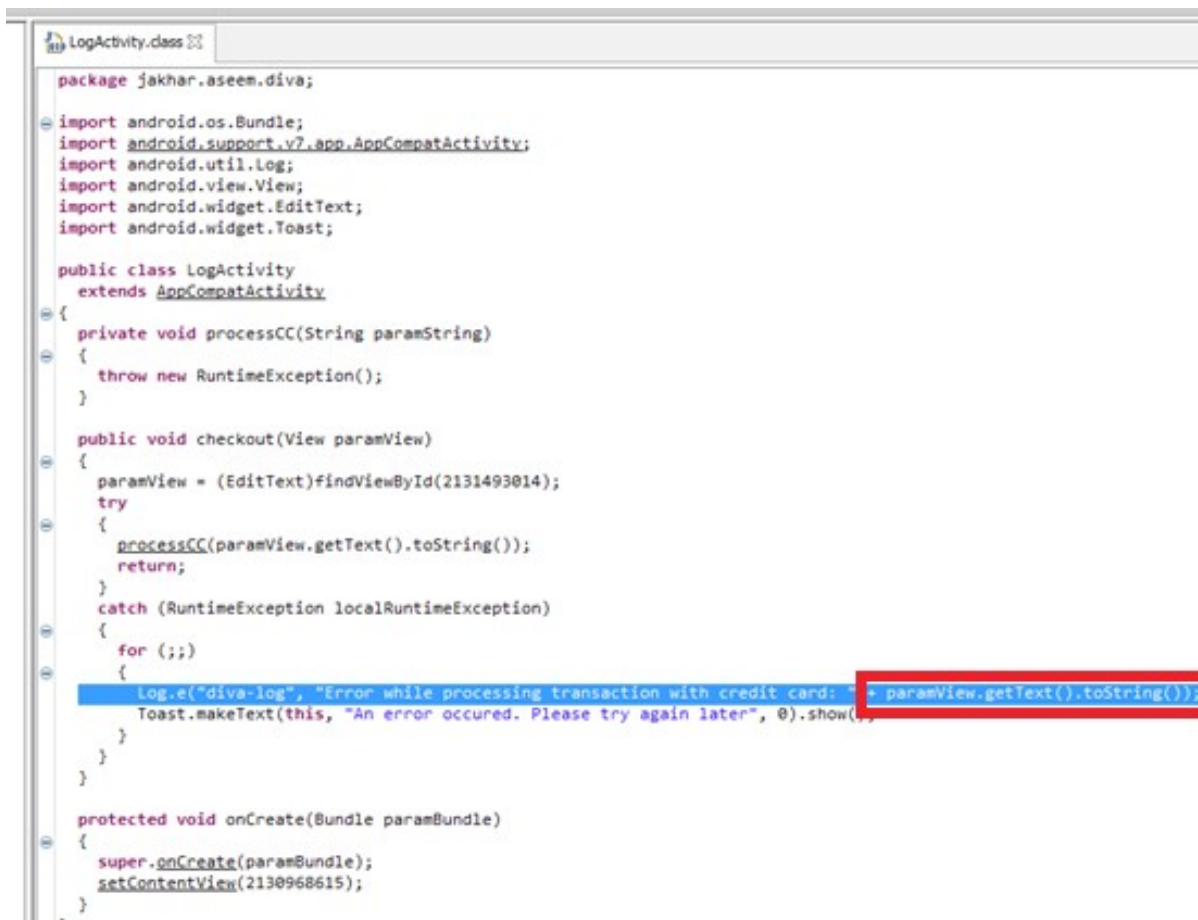 LogActivity.class
package jakhar.aseem.diva;
import android.os.Bundle;
import android.support.v7.app.AppCompatActivity;
import android.util.Log;
import android.view.View;
import android.widget.EditText;
import android.widget.Toast;
public class LogActivity
extends AppCompatActivity
{
private void processCC(String paramString)
{
throw new RuntimeException();
}
public void checkout(View paramView)
{
paramView = (EditText)findViewById(2131493014);
try
{
processCC(paramView.getText().toString());
return;
}
catch (RuntimeException localRuntimeException)
{
for (;;)
{
Log.e("diva-log", "Error while processing transaction with credit card: " + paramView.getText().toString());
Toast.makeText(this, "An error occured. Please try again later", 0).show();
}
}
}
protected void onCreate(Bundle paramBundle)
{
super.onCreate(paramBundle);
setContentView(2130968615);
}